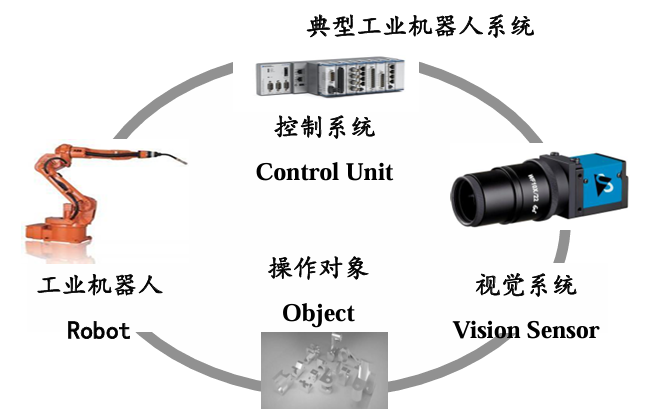 典型工业机器人系统
控制系统
Control Unit
工业机器人
Robot
操作对象
Object
视觉系统
Vision Sensor